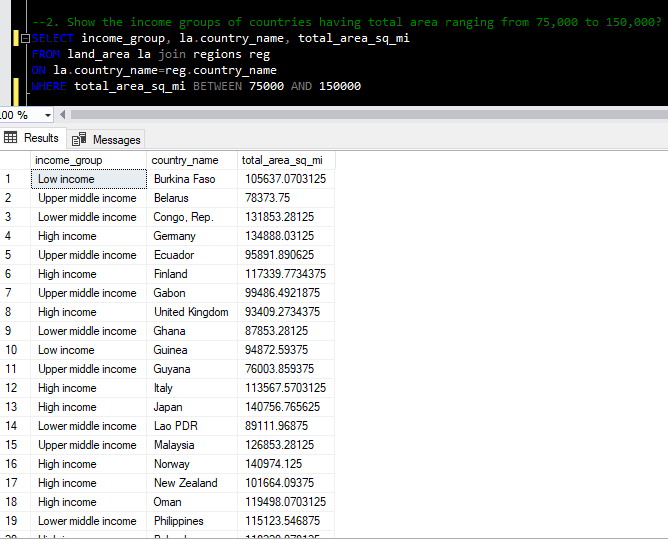 --2. Show the income groups of countries having total area ranging from 75,000 to 150,000?
SELECT income_group, la.country_name, total_area_sq_mi
FROM land_area la join regions reg
ON la.country_name=reg.country_name
WHERE total_area_sq_mi BETWEEN 75000 AND 150000
00 %
Results Messages
income_group country_name total_area_sq_mi
1 Low income Burkina Faso 105637.0703125
2 Upper middle income Belarus 78373.75
3 Lower middle income Congo, Rep. 131853.28125
4 High income Germany 134888.03125
5 Upper middle income Ecuador 95891.890625
6 High income Finland 117339.7734375
7 Upper middle income Gabon 99486.4921875
8 High income United Kingdom 93409.2734375
9 Lower middle income Ghana 87853.28125
10 Low income Guinea 94872.59375
11 Upper middle income Guyana 76003.859375
12 High income Italy 113567.5703125
13 High income Japan 140756.765625
14 Lower middle income Lao PDR 89111.96875
15 Upper middle income Malaysia 126853.28125
16 High income Norway 140974.125
17 High income New Zealand 101664.09375
18 High income Oman 119498.0703125
19 Lower middle income Philippines 115123.546875